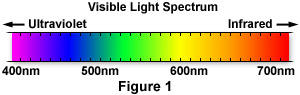 Visible Light Spectrum
Ultraviolet Infrared
400nm 500nm 600nm 700nm
Figure 1